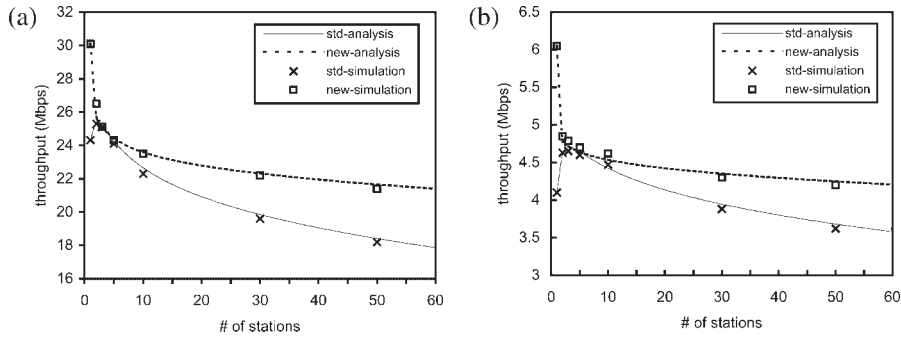 (a)
throughput (Mbps)
32
30
28
26
24
22
20
18
16
0
10
20
30
40
50
60
# of stations
std-analysis
new-analysis
std-simulation
new-simulation
(b)
throughput (Mbps)
6.5
6
5.5
5
4.5
4
3.5
3
0
10
20
30
40
50
60
# of stations
std-analysis
new-analysis
std-simulation
new-simulation